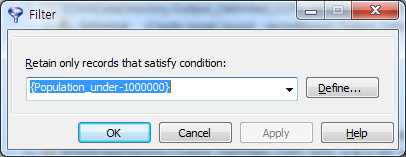 Filter
Retain only records that satisfy condition:
{Population_under-1000000}
Define...
OK
Cancel
Apply
Help